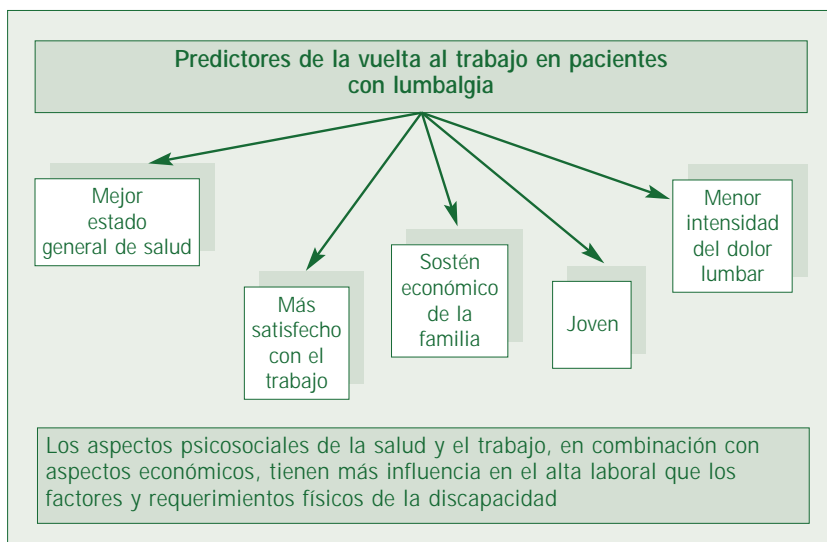 Predictores de la vuelta al trabajo en pacientes
con lumbalgia
Mejor
estado
general de salud
Más
satisfecho
con el
trabajo
Sostén
económico
de la
familia
Joven
Menor
intensidad
del dolor
lumbar
Los aspectos psicosociales de la salud y el trabajo, en combinación con
aspectos económicos, tienen más influencia en el alta laboral que los
factores y requerimientos físicos de la discapacidad